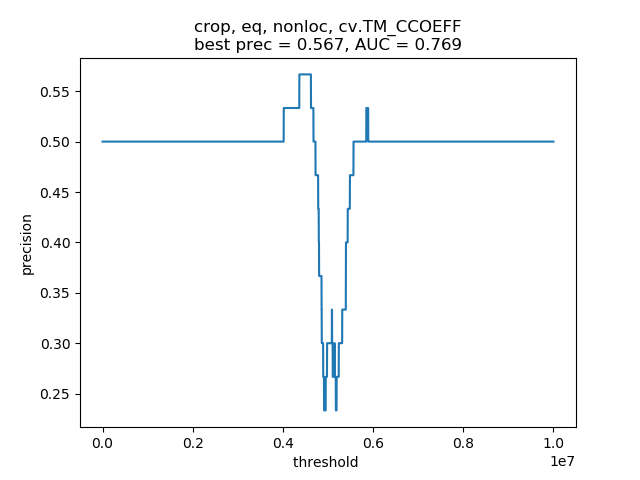 crop, eq, nonloc, cv.TM_CCOEFF
best prec = 0.567, AUC = 0.769
precision
0.55
0.50
0.45
0.40
0.35
0.30
0.25
0.0 0.2 0.4 0.6 0.8 1.0
1e7
threshold